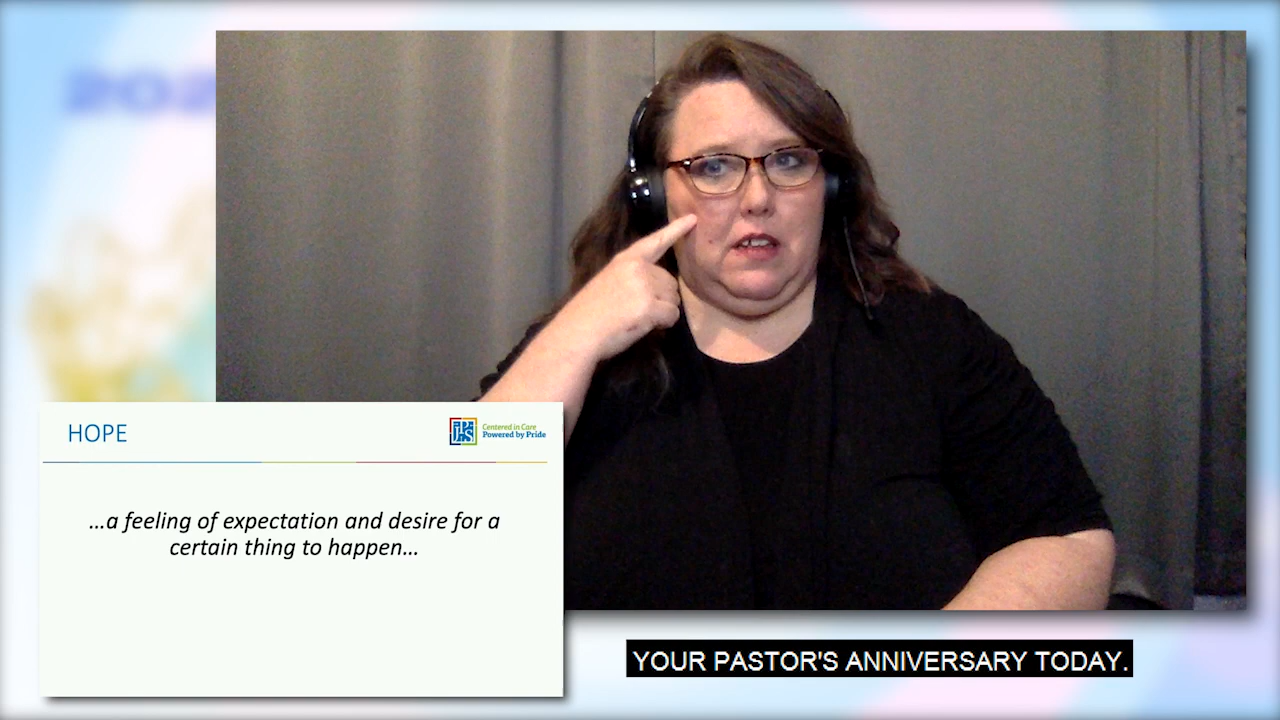 202
HOPE
Centered in Care
Powered by Pride
...a feeling of expectation and desire for a
certain thing to happen...
YOUR PASTOR'S ANNIVERSARY TODAY.